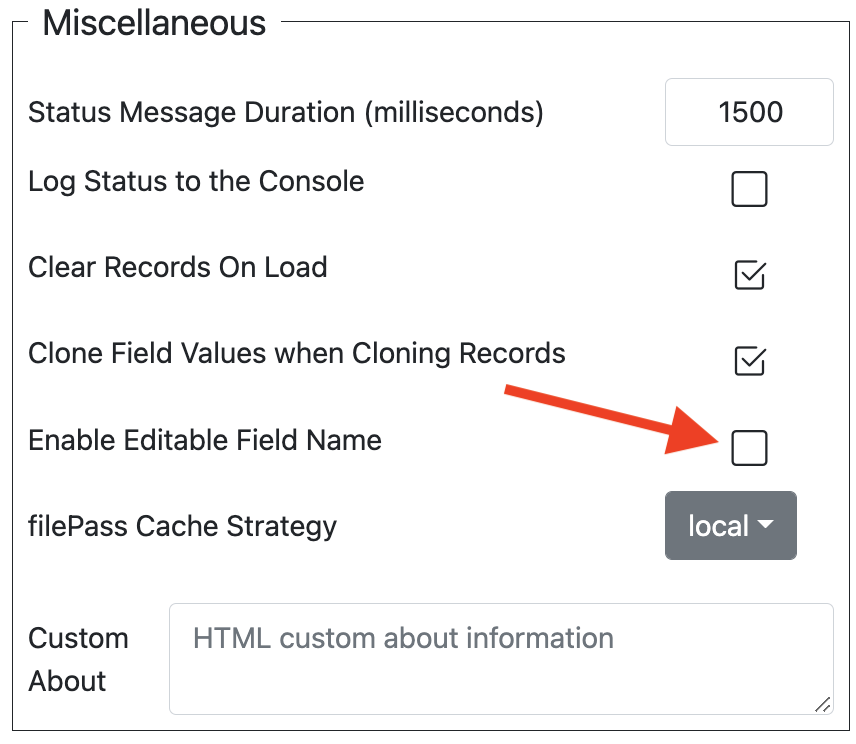 Miscellaneous
Status Message Duration (milliseconds) 1500
Log Status to the Console
Clear Records On Load
Clone Field Values when Cloning Records
Enable Editable Field Name
filePass Cache Strategy local
Custom About HTML custom about information